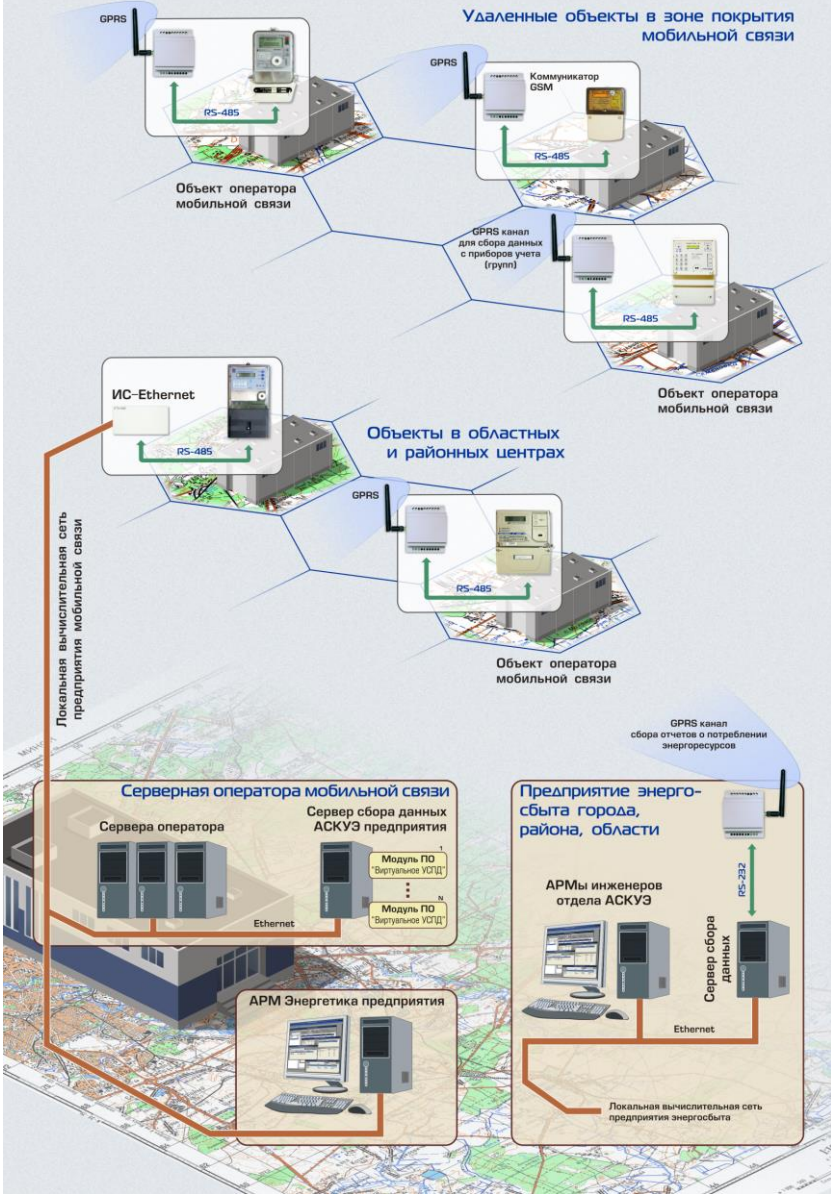 Удаленные объекты в зоне покрытия
мобильной связи
GPRS
RS-485
Объект оператора
мобильной связи
GPRS
Коммуникатор
GSM
RS-485
GPRS канал
для сбора данных
с приборов учета
(групп)
RS-485
Объект оператора
мобильной связи
ИС-Ethernet
RS-485
Объекты в областных
и районных центрах
GPRS
RS-485
Объект оператора
мобильной связи
Локальная вычислительная сеть
предприятия мобильной связи
GPRS канал
сбора отчетов о потреблении
энергоресурсов
Серверная оператора мобильной связи
Сервера оператора
Сервер сбора данных
АСКУЭ предприятия
1
Модуль ПО
"Виртуальное УСПД"
N
Модуль ПО
"Виртуальное УСПД"
Ethernet
АРМ Энергетика предприятия
Предприятие энерго-
сбыта города,
района, области
RS-232
АРМы инженеров
отдела АСКУЭ
Сервер сбора
данных
Ethernet
Локальная вычислительная сеть
предприятия энергосбыта